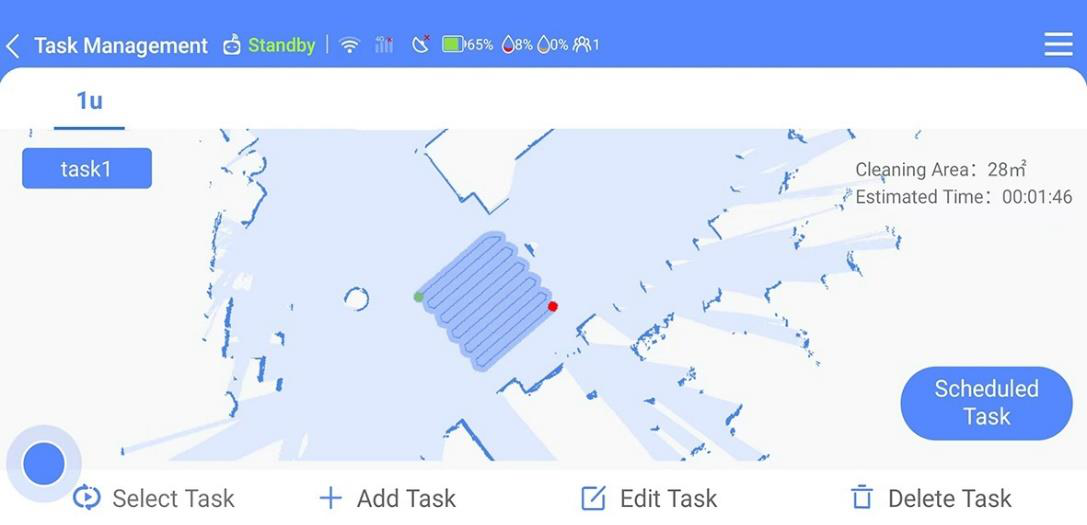 Task Management Standby 65% 8% 0% 1
1u
task1
Cleaning Area: 28㎡
Estimated Time: 00:01:46
Scheduled
Task
Select Task Add Task Edit Task Delete Task